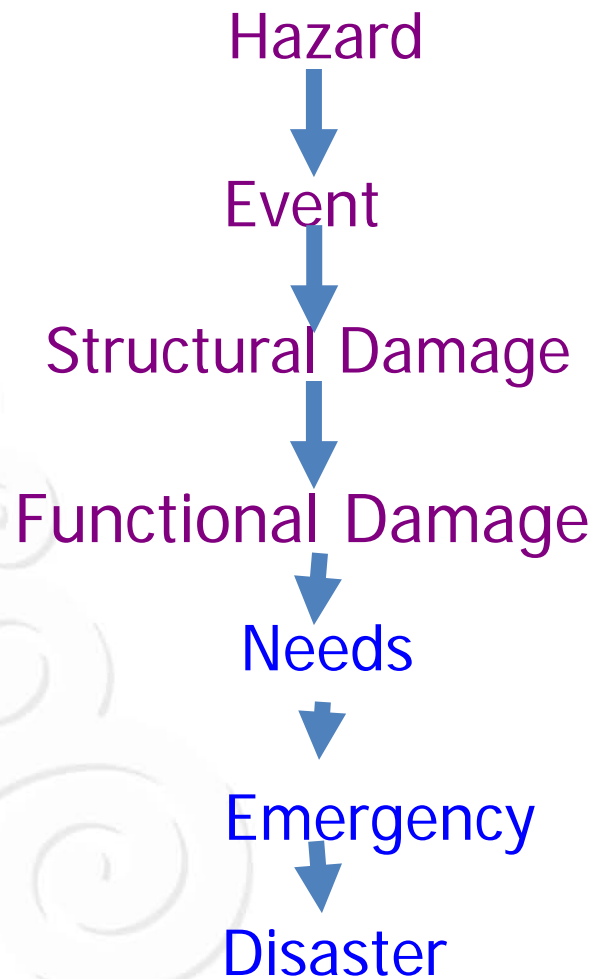 Hazard
Event
Structural Damage
Functional Damage
Needs
Emergency
Disaster